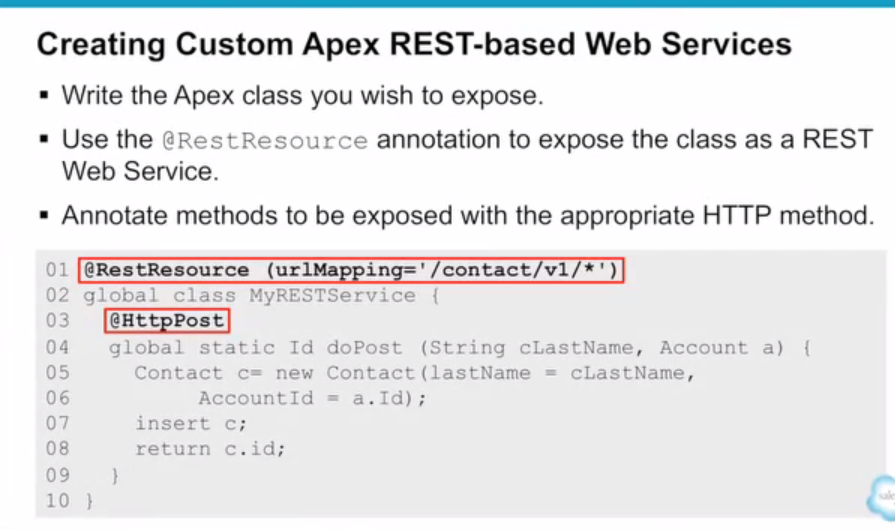 Creating Custom Apex REST-based Web Services
▪ Write the Apex class you wish to expose.
▪ Use the @RestResource annotation to expose the class as a REST
Web Service.
▪ Annotate methods to be exposed with the appropriate HTTP method.
01 @RestResource (urlMapping='/contact/v1/*')
02 global class MyRESTService {
03 @HttpPost
04 global static Id doPost (String cLastName, Account a) {
05 Contact c= new Contact(lastName = cLastName,
06 AccountId = a.Id);
07 insert c;
08 return c.id;
09 }
10 }
sale